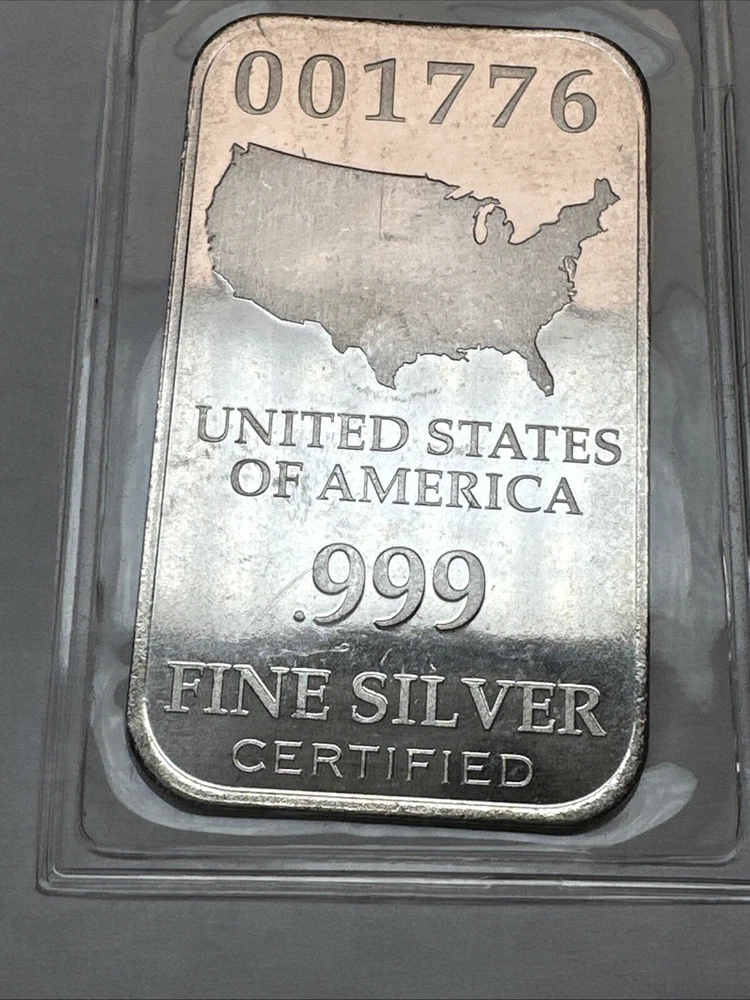 001776
UNITED STATES
OF AMERICA
.999
FINE SILVER
CERTIFIED